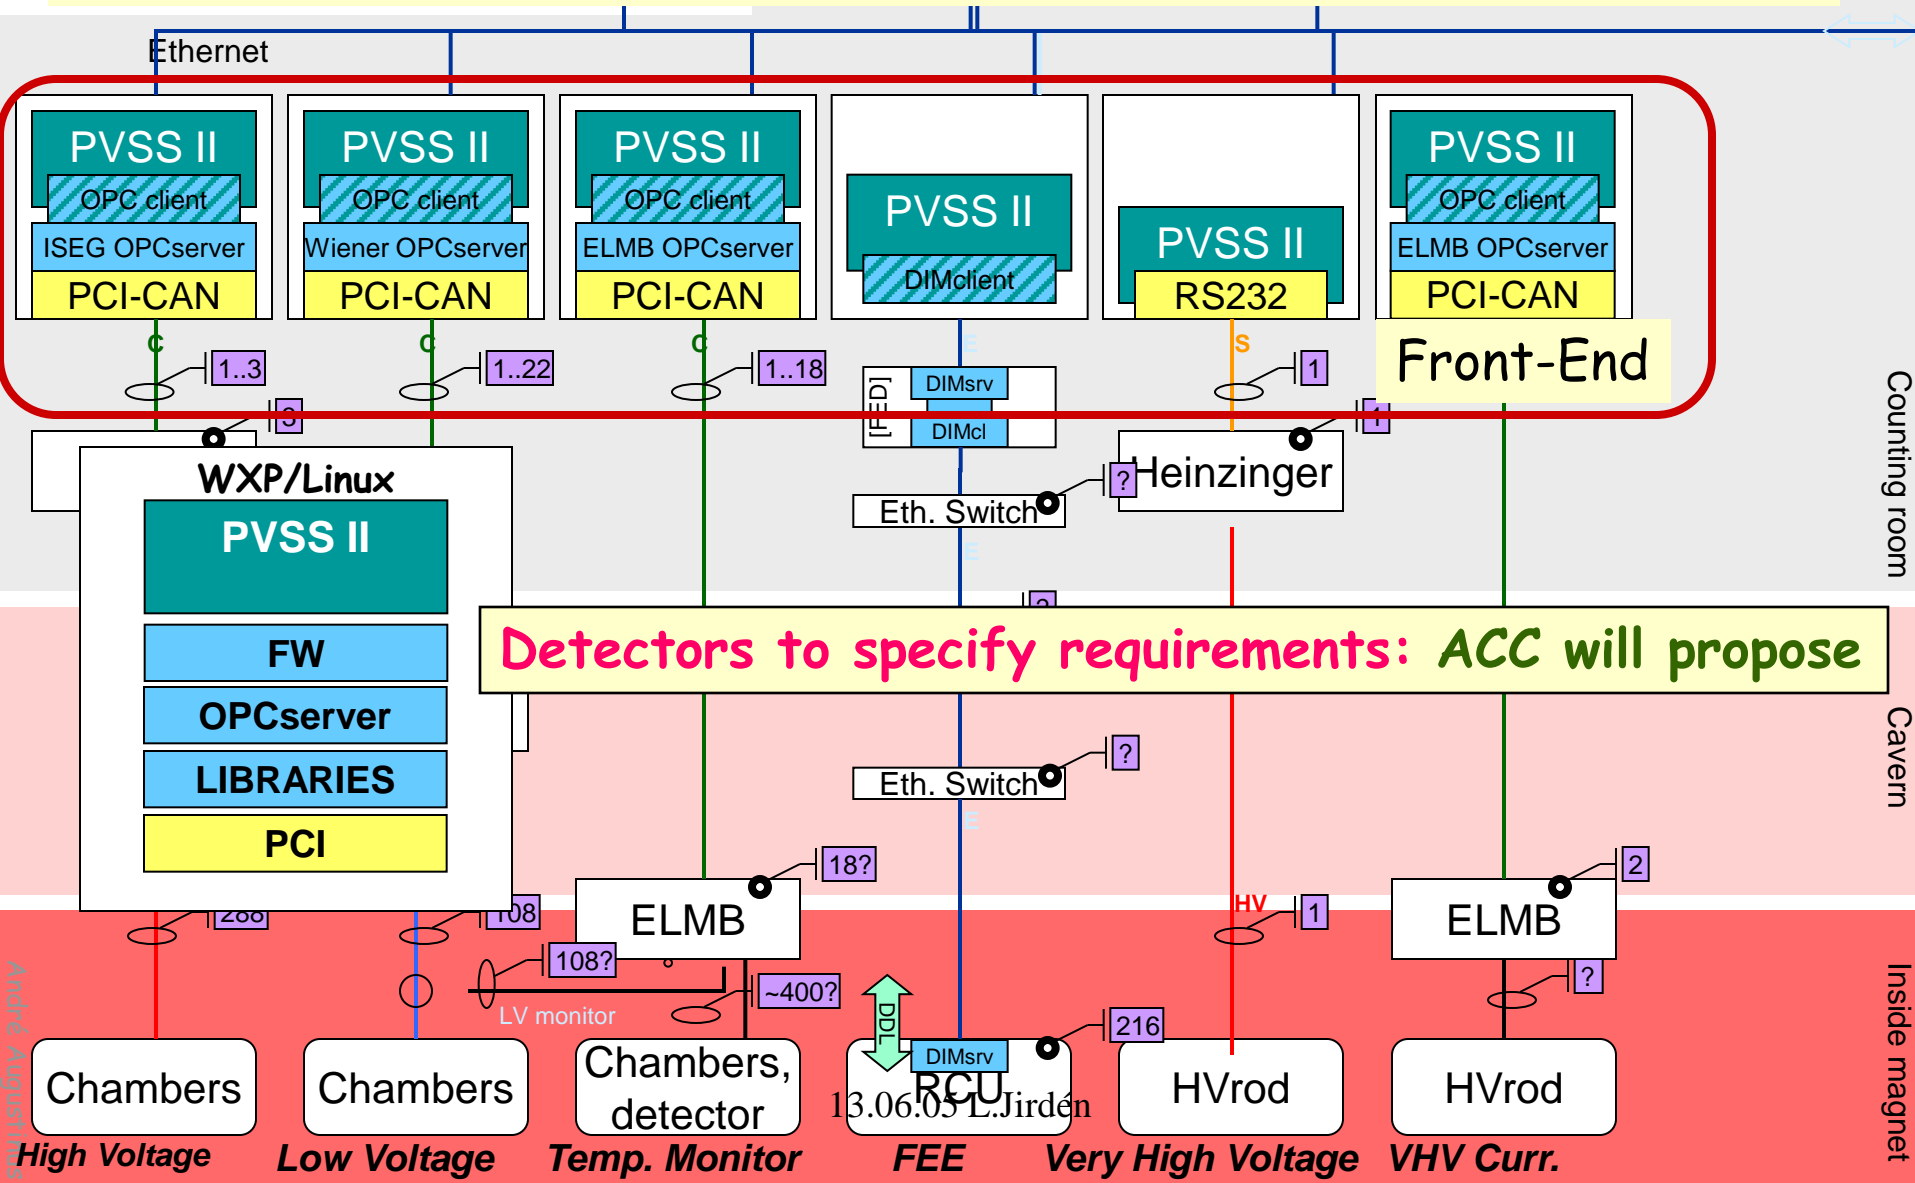 Ethernet
PVSS II
OPC client
ISEG OPCserver
PCI-CAN
PVSS II
OPC client
Wiener OPCserver
PCI-CAN
PVSS II
OPC client
ELMB OPCserver
PCI-CAN
PVSS II
DIMclient
PVSS II
RS232
PVSS II
OPC client
ELMB OPCserver
PCI-CAN
C
1..3
C
1..22
C
1..18
E
S
1
Front-End
[FED]
DIMsrv
DIMcl
3
1
Heinzinger
?
Eth. Switch
E
Counting room
WXP/Linux
PVSS II
FW
OPCserver
LIBRARIES
PCI
?
Detectors to specify requirements: ACC will propose
Cavern
?
Eth. Switch
E
18?
2
ELMB
ELMB
288
108
HV
1
108?
~400?
?
LV monitor
DDL
216
Inside magnet
André Augustinus
Chambers
Chambers
Chambers,
detector
DIMsrv
RCU
13.06.05 L.Jirdén
HVrod
HVrod
High Voltage
Low Voltage
Temp. Monitor
FEE
Very High Voltage
VHV Curr.